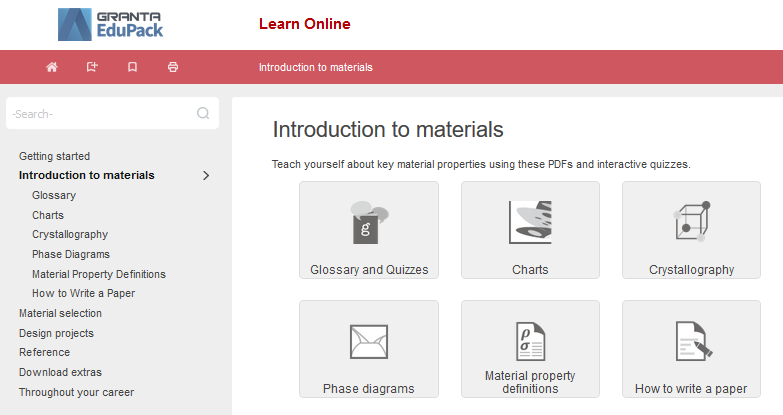 GRANTA
EduPack
Learn Online
Introduction to materials
-Search-
Getting started
Introduction to materials
Glossary
Charts
Crystallography
Phase Diagrams
Material Property Definitions
How to Write a Paper
Material selection
Design projects
Reference
Download extras
Throughout your career
Introduction to materials
Teach yourself about key material properties using these PDFs and interactive quizzes.
g
Glossary and Quizzes
Charts
Crystallography
Phase diagrams
ρ
σ
Material property
definitions
How to write a paper